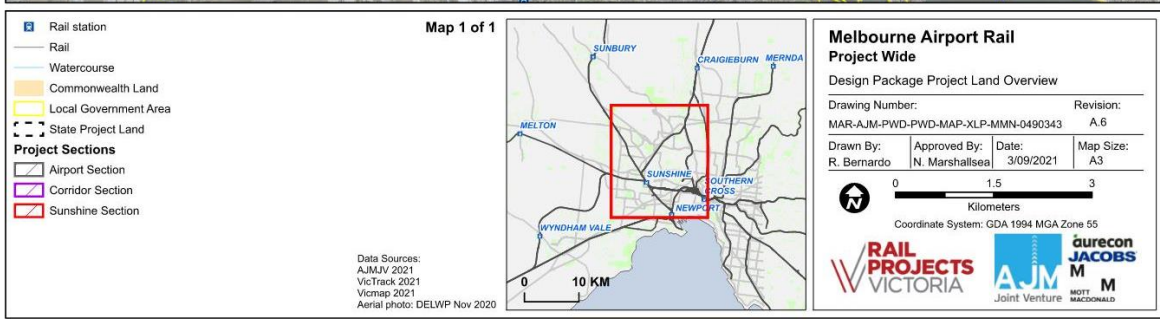 Rail station
Rail
Watercourse
Commonwealth Land
Local Government Area
State Project Land
Project Sections
Airport Section
Corridor Section
Sunshine Section
Map 1 of 1
Data Sources:
AJMJV 2021
VicTrack 2021
Vicmap 2021
Aerial photo: DELWP Nov 2020
SUNBURY
CRAIGIEBURN
MERNDA
MELTON
SUNSHINE
SOUTHERN
CROSS
NEWPORT
WYNDHAM VALE
0 10 KM
Melbourne Airport Rail
Project Wide
Design Package Project Land Overview
Drawing Number: Revision:
MAR-AJM-PWD-PWD-MAP-XLP-MMN-0490343 A.6
Drawn By: Approved By: Date: Map Size:
R. Bernardo N. Marshallsea 3/09/2021 A3
N
0 1.5 3
Kilometers
Coordinate System: GDA 1994 MGA Zone 55
RAIL
PROJECTS
VICTORIA
AJM
Joint Venture
aurecon
JACOBS
M
M
M
MOTT
MACDONALD